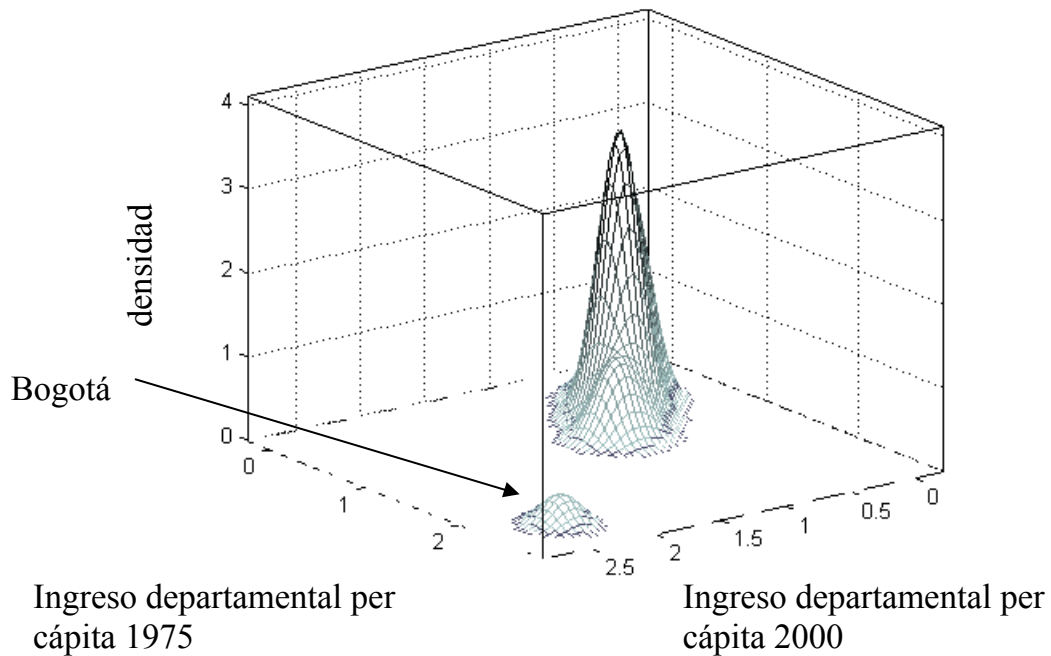 4
3
2
1
0
densidad
Bogotá
0
1
2
2.5
2
1.5
1
0.5
0
Ingreso departamental per
cápita 1975
Ingreso departamental per
cápita 2000